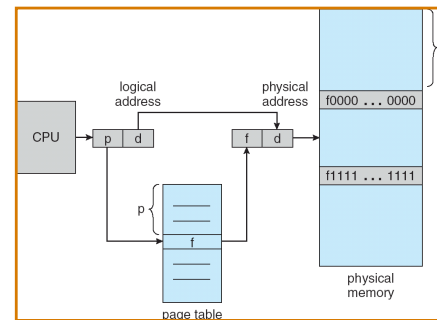 logical
address
physical
address
f0000 ... 0000
CPU
p d
f d
f1111 ... 1111
p
f
physical
memory
page table